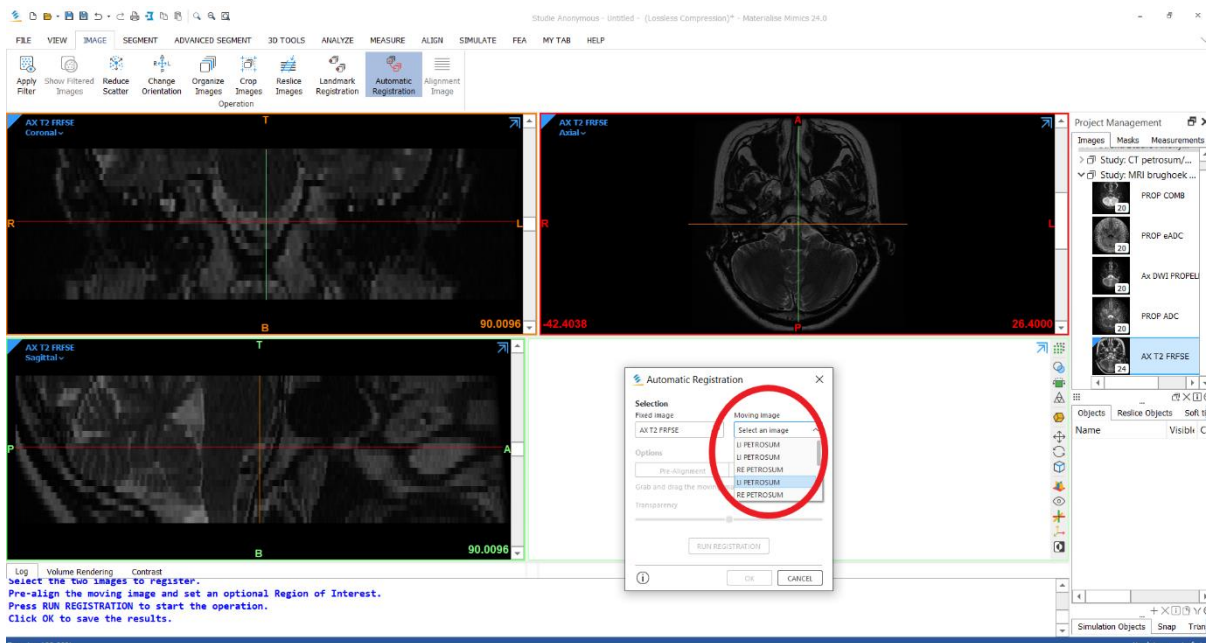 Studie Anonymous - Untitled - (Lossless Compression)* - Materialise Mimics 24.0
FILE VIEW IMAGE SEGMENT ADVANCED SEGMENT 3D TOOLS ANALYZE MEASURE ALIGN SIMULATE FEA MY TAB HELP
Apply Filter
Show Filtered Images
Reduce Scatter
Change Orientation
Organize Images
Crop Images
Reslice Images
Landmark Registration
Automatic Registration
Alignment Image
Operation
AX T2 FRFSE
Coronal
T
R
L
B
90.0096
AX T2 FRFSE
Axial
A
R
L
P
-42.4038
26.4000
AX T2 FRFSE
Sagittal
T
P
A
B
90.0096
Automatic Registration
Selection
Fixed image
Moving image
AX T2 FRFSE
Select an image
LI PETROSUM
LI PETROSUM
RE PETROSUM
LI PETROSUM
RE PETROSUM
Options
Pre-Alignment
Grab and drag the
Transparency
RUN REGISTRATION
OK
CANCEL
Project Management
Images Masks Measurements
Study: CT petrosum/...
Study: MRI brughoek ...
PROP COMB
20
PROP eADC
20
Ax DWI PROPEL
20
PROP ADC
20
AX T2 FRFSE
24
Objects Reslice Objects Soft ti
Name Visible C
Simulation Objects Snap Tran
Log Volume Rendering Contrast
Select the two images to register.
Pre-align the moving image and set an optional Region of Interest.
Press RUN REGISTRATION to start the operation.
Click OK to save the results.